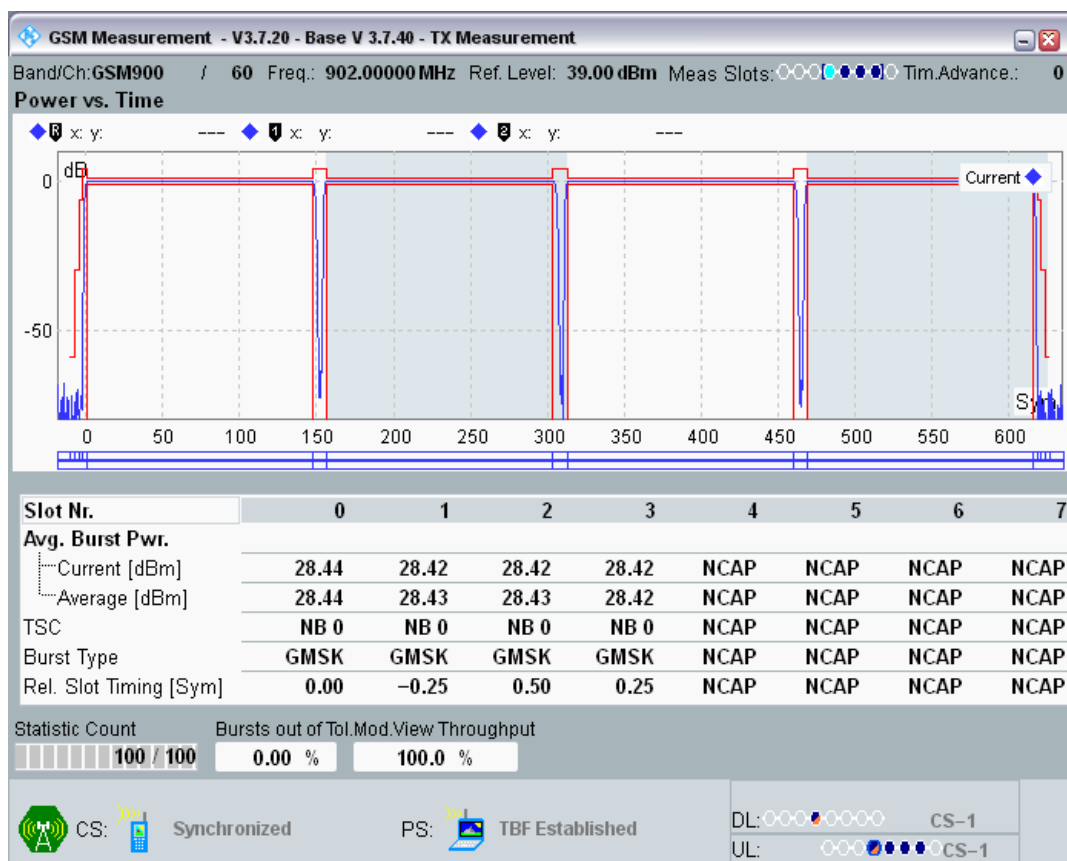 GSM Measurement - V3.7.20 - Base V 3.7.40 - TX Measurement
Band/Ch:GSM900 / 60 Freq.: 902.00000 MHz Ref. Level: 39.00 dBm Meas Slots: Tim.Advance.: 0
Power vs. Time
R x: y: --- 1 x: y: --- 2 x: y: ---
dB
Current
0
-50
Sym
0 50 100 150 200 250 300 350 400 450 500 550 600
Slot Nr. 0 1 2 3 4 5 6 7
Avg. Burst Pwr.
Current [dBm] 28.44 28.42 28.42 28.42 NCAP NCAP NCAP NCAP
Average [dBm] 28.44 28.43 28.43 28.42 NCAP NCAP NCAP NCAP
TSC NB 0 NB 0 NB 0 NB 0 NCAP NCAP NCAP NCAP
Burst Type GMSK GMSK GMSK GMSK NCAP NCAP NCAP NCAP
Rel. Slot Timing [Sym] 0.00 −0.25 0.50 0.25 NCAP NCAP NCAP NCAP
Statistic Count Bursts out of Tol.Mod.View Throughput
100 / 100 0.00 % 100.0 %
CS: Synchronized PS: TBF Established
DL: CS−1
UL: CS−1